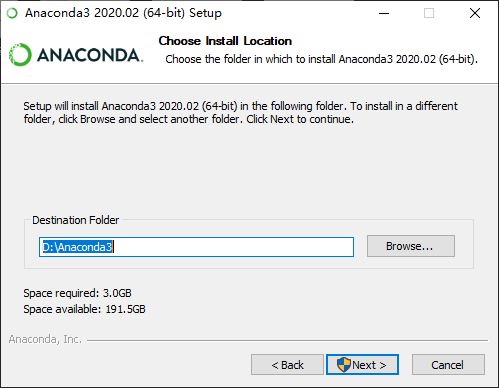 Anaconda3 2020.02 (64-bit) Setup
ANACONDA.
Choose Install Location
Choose the folder in which to install Anaconda3 2020.02 (64-bit).
Setup will install Anaconda3 2020.02 (64-bit) in the following folder. To install in a different
folder, click Browse and select another folder. Click Next to continue.
Destination Folder
D:\Anaconda3
Browse...
Space required: 3.0GB
Space available: 191.5GB
Anaconda, Inc.
< Back
Next >
Cancel